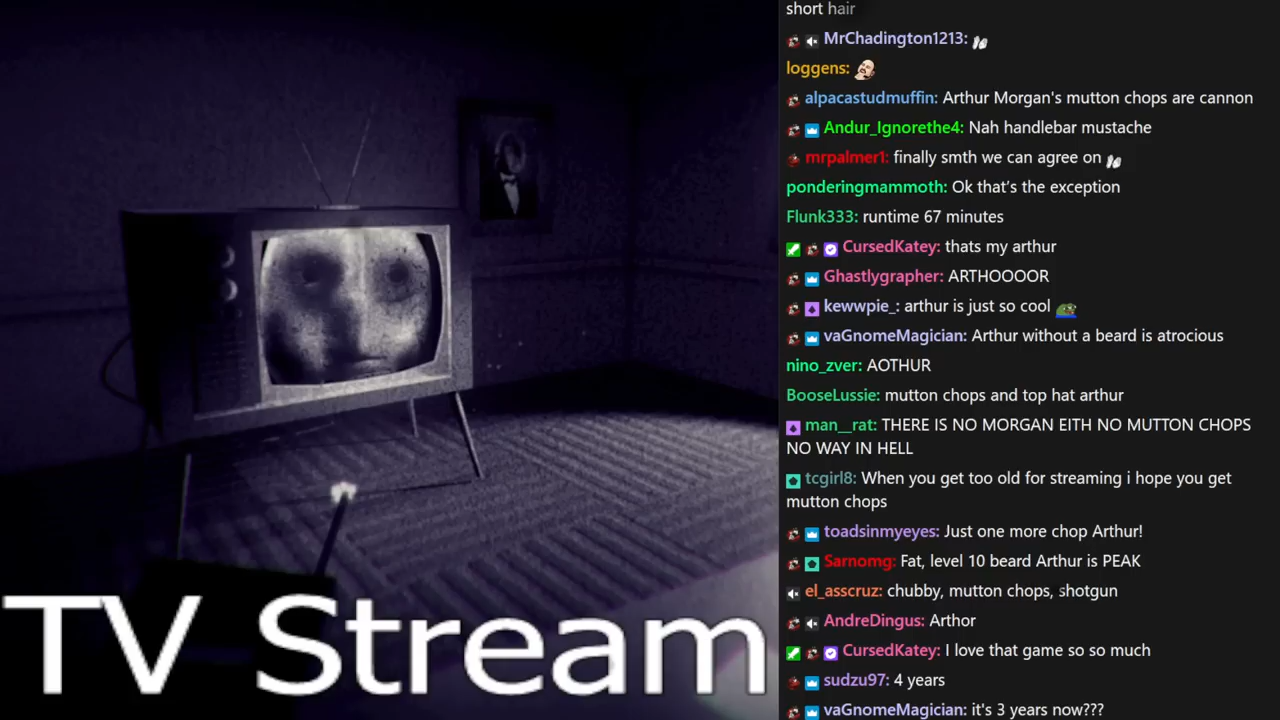 short hair
MrChadington1213:
loggens:
alpacastudmuffin: Arthur Morgan's mutton chops are cannon
Andur_Ignorethe4: Nah handlebar mustache
mrpalmer1: finally smth we can agree on
ponderingmammoth: Ok that's the exception
Flunk333: runtime 67 minutes
CursedKatey: thats my arthur
Ghastlygrapher: ARTHOOOOR
kewwpie_: arthur is just so cool
vaGnomeMagician: Arthur without a beard is atrocious
nino_zver: AOTHUR
BooseLussie: mutton chops and top hat arthur
man__rat: THERE IS NO MORGAN EITH NO MUTTON CHOPS
NO WAY IN HELL
tcgirl8: When you get too old for streaming i hope you get
mutton chops
toadsinmyeyes: Just one more chop Arthur!
Sarnomg: Fat, level 10 beard Arthur is PEAK
el_asscruz: chubby, mutton chops, shotgun
AndreDingus: Arthor
CursedKatey: I love that game so so much
sudzu97: 4 years
vaGnomeMagician: it's 3 years now???
TV Stream